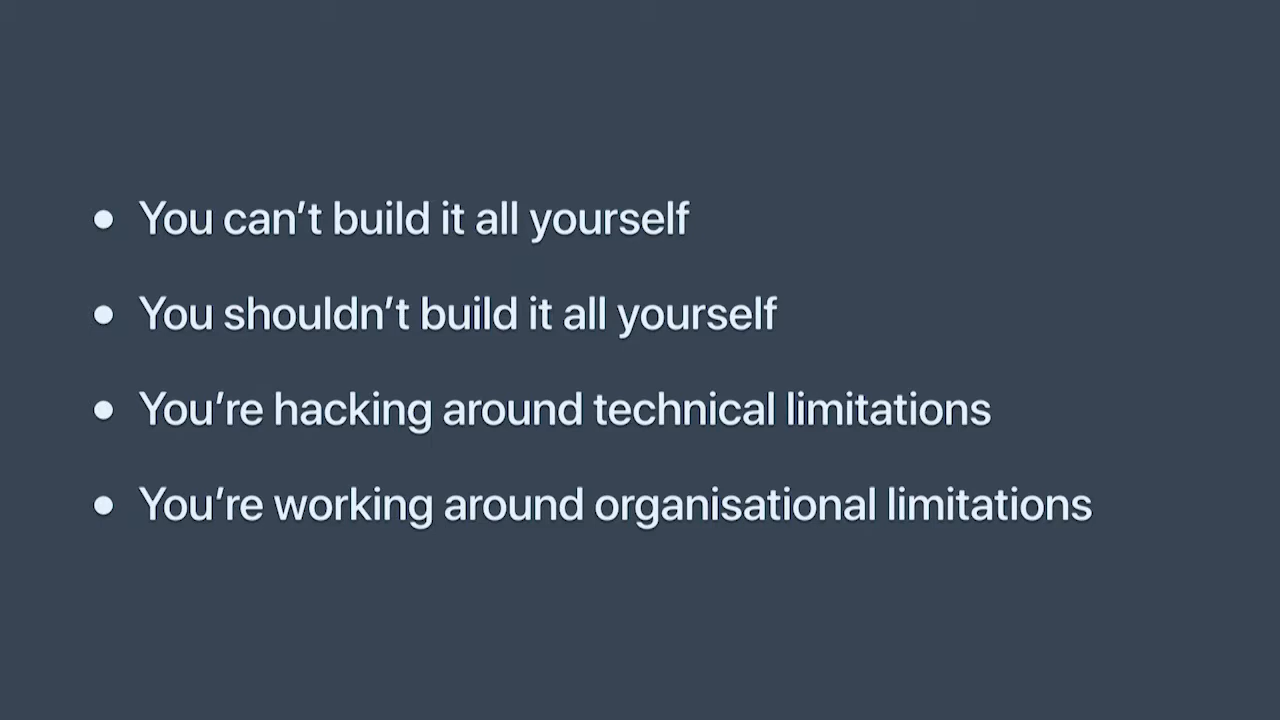 • You can’t build it all yourself
• You shouldn’t build it all yourself
• You’re hacking around technical limitations
• You’re working around organisational limitations